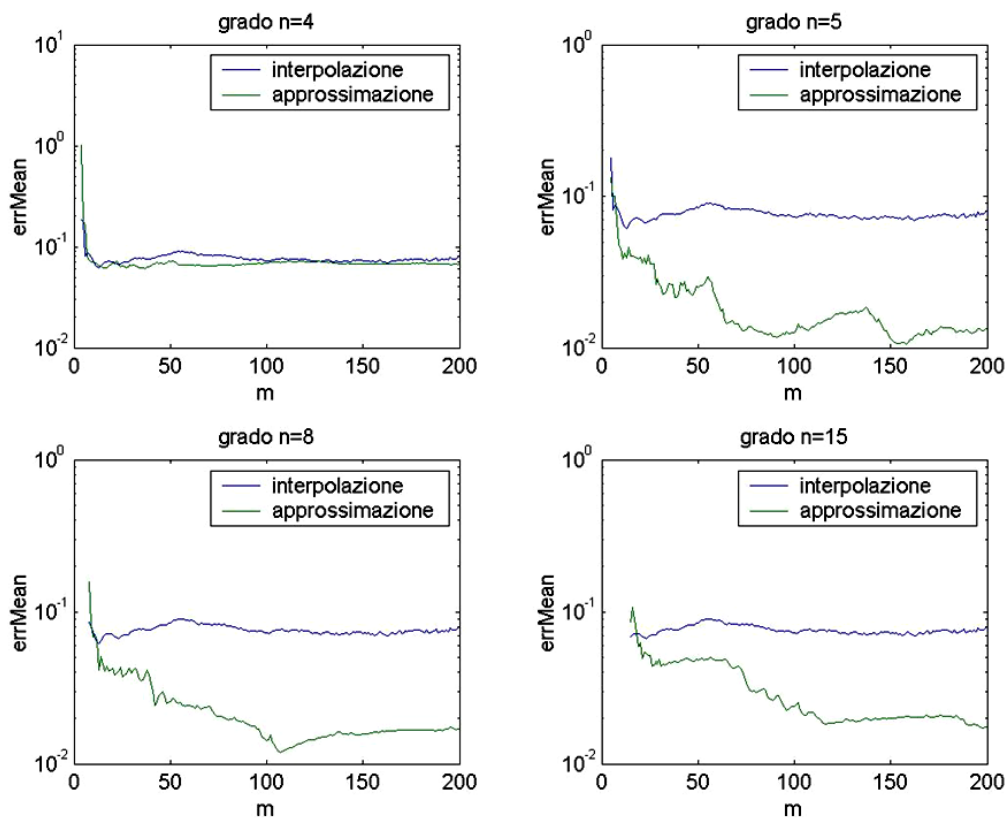 grado n=4
10^1
10^0
10^-1
10^-2
errMean
interpolazione
approssimazione
0 50 100 150 200
m
grado n=5
10^0
10^-1
10^-2
errMean
interpolazione
approssimazione
0 50 100 150 200
m
grado n=8
10^0
10^-1
10^-2
errMean
interpolazione
approssimazione
0 50 100 150 200
m
grado n=15
10^0
10^-1
10^-2
errMean
interpolazione
approssimazione
0 50 100 150 200
m